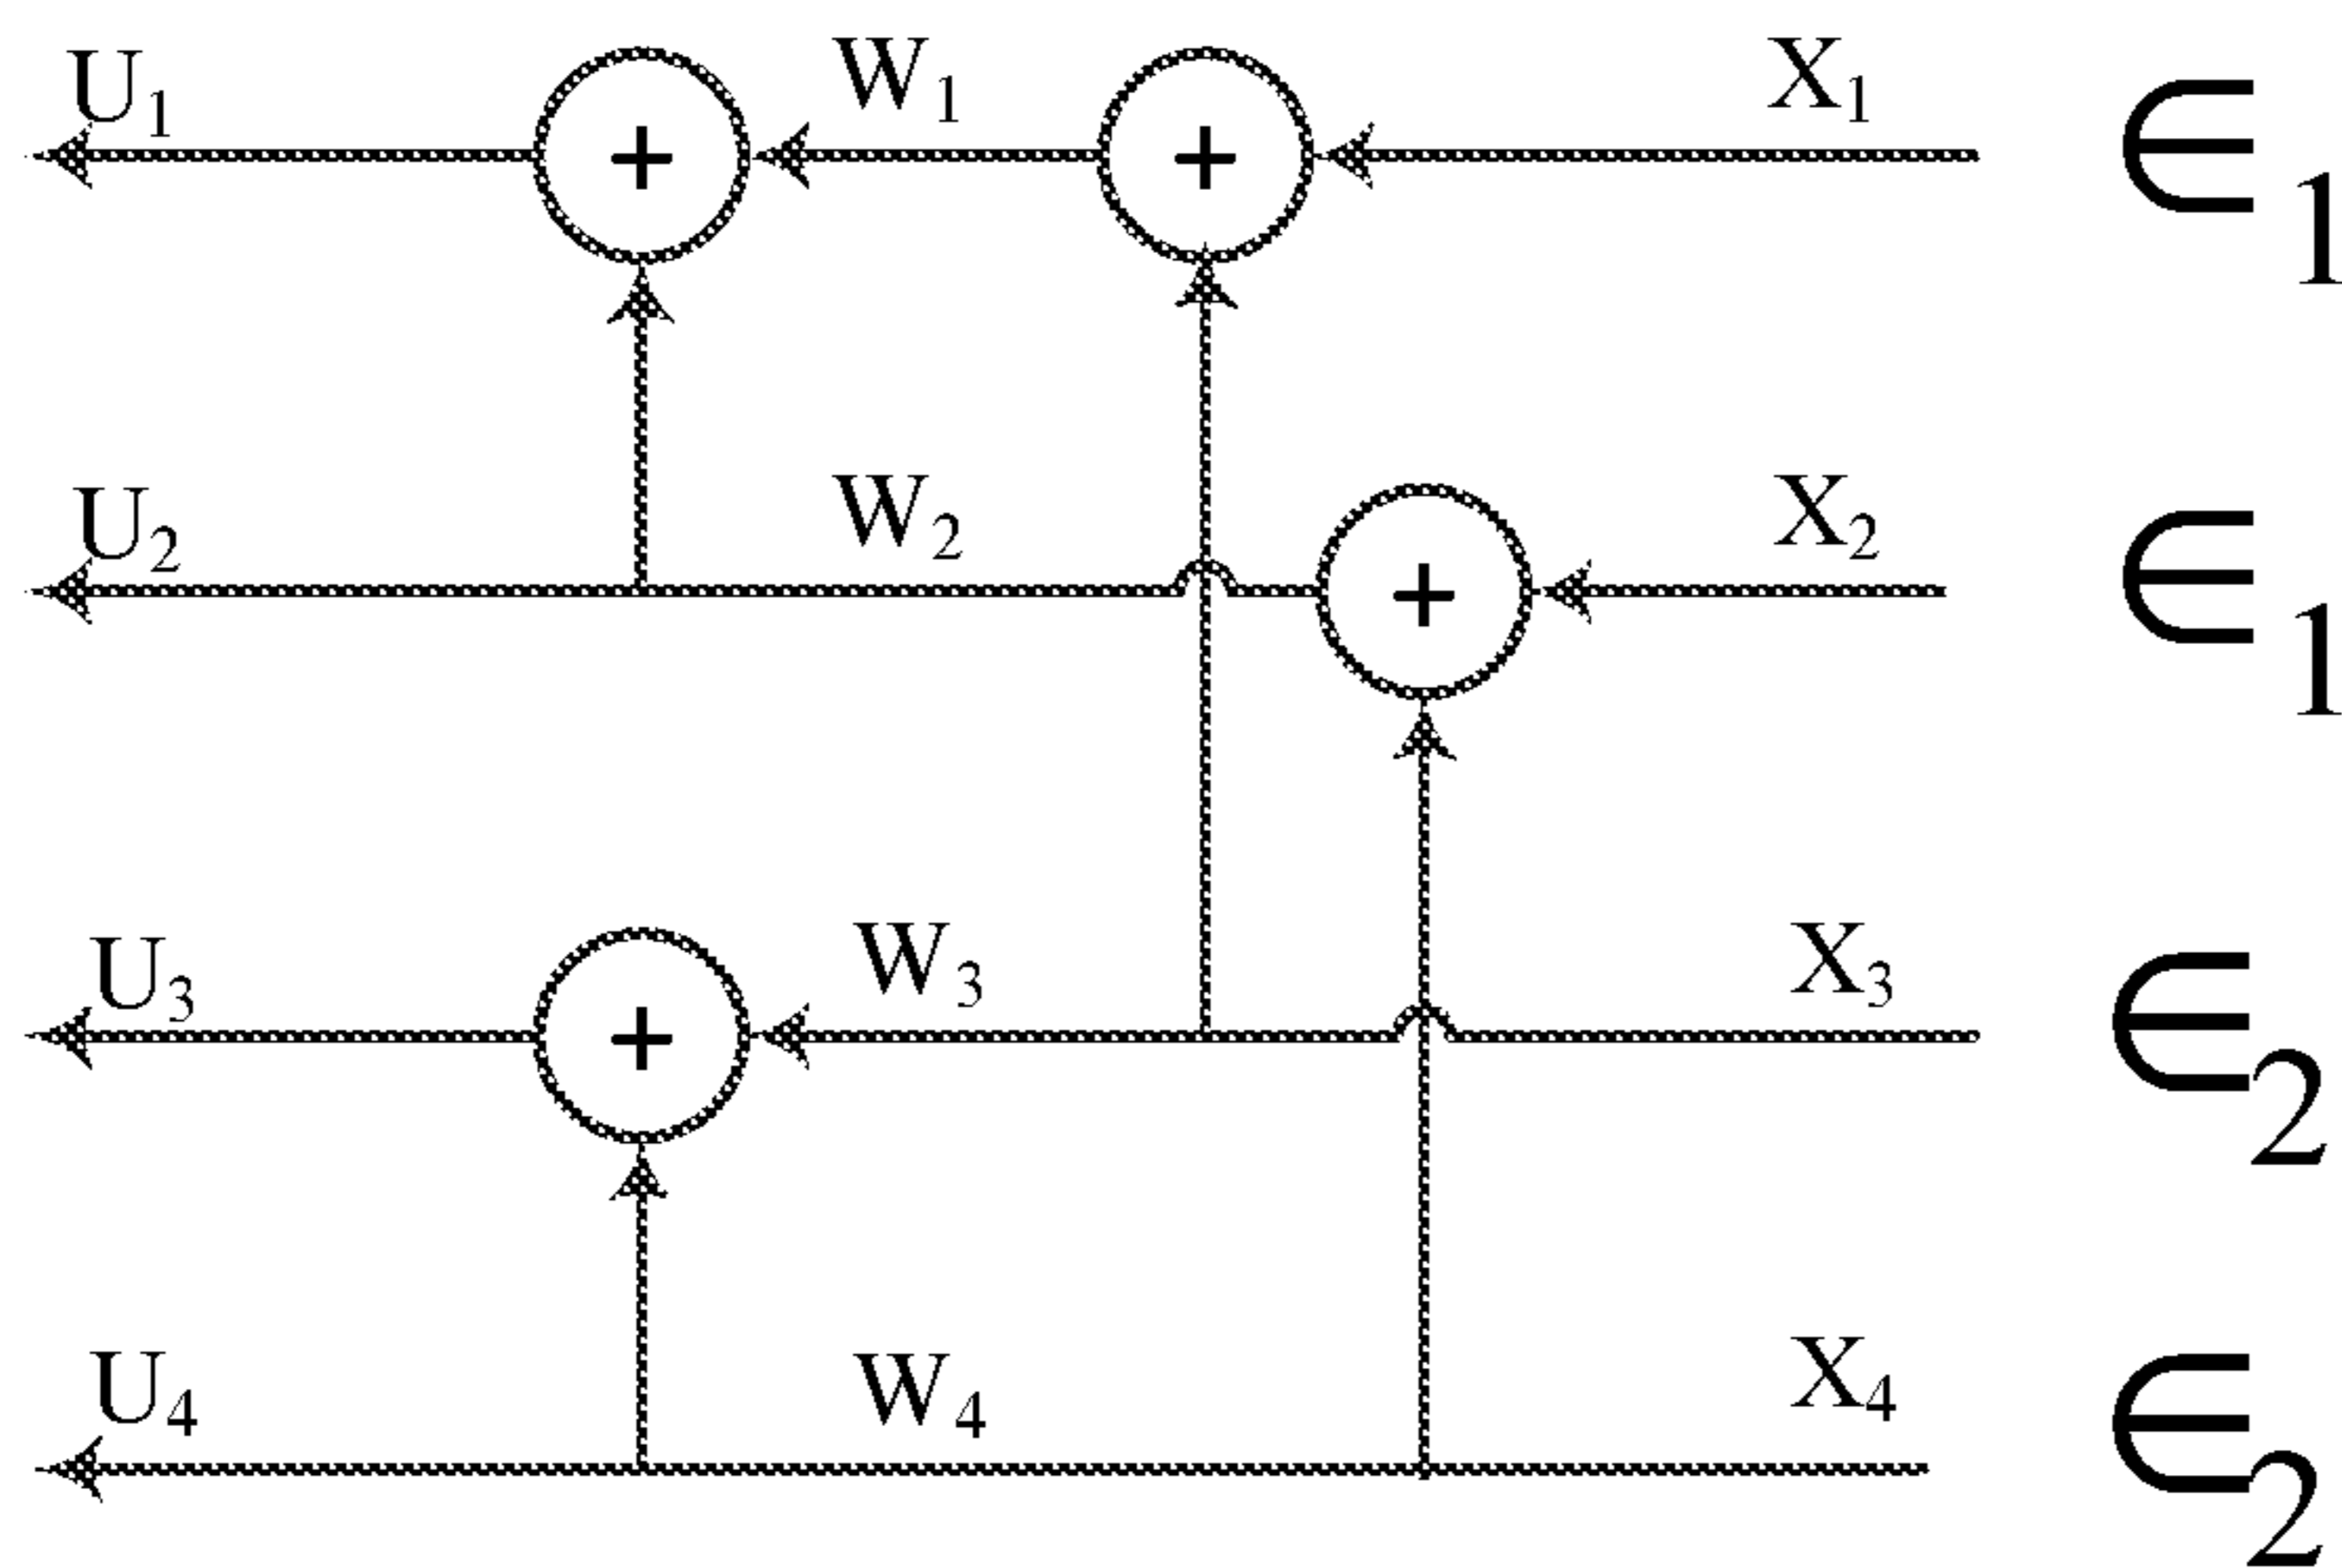 U₁ + W₁ + X₁ ∈₁
U₂ W₂ + X₂ ∈₁
U₃ + W₃ X₃ ∈₂
U₄ W₄ X₄ ∈₂